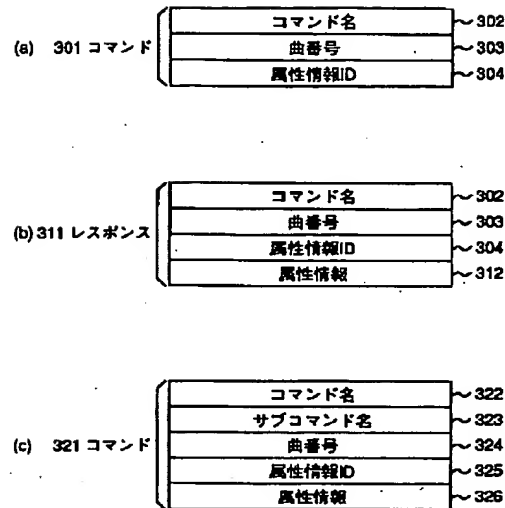 コマンド名 ~302
(a) 301 コマンド 曲番号 ~303
属性情報ID ~304
コマンド名 ~302
曲番号 ~303
(b) 311 レスポンス 属性情報ID ~304
属性情報 ~312
コマンド名 ~322
サブコマンド名 ~323
(c) 321 コマンド 曲番号 ~324
属性情報ID ~325
属性情報 ~326